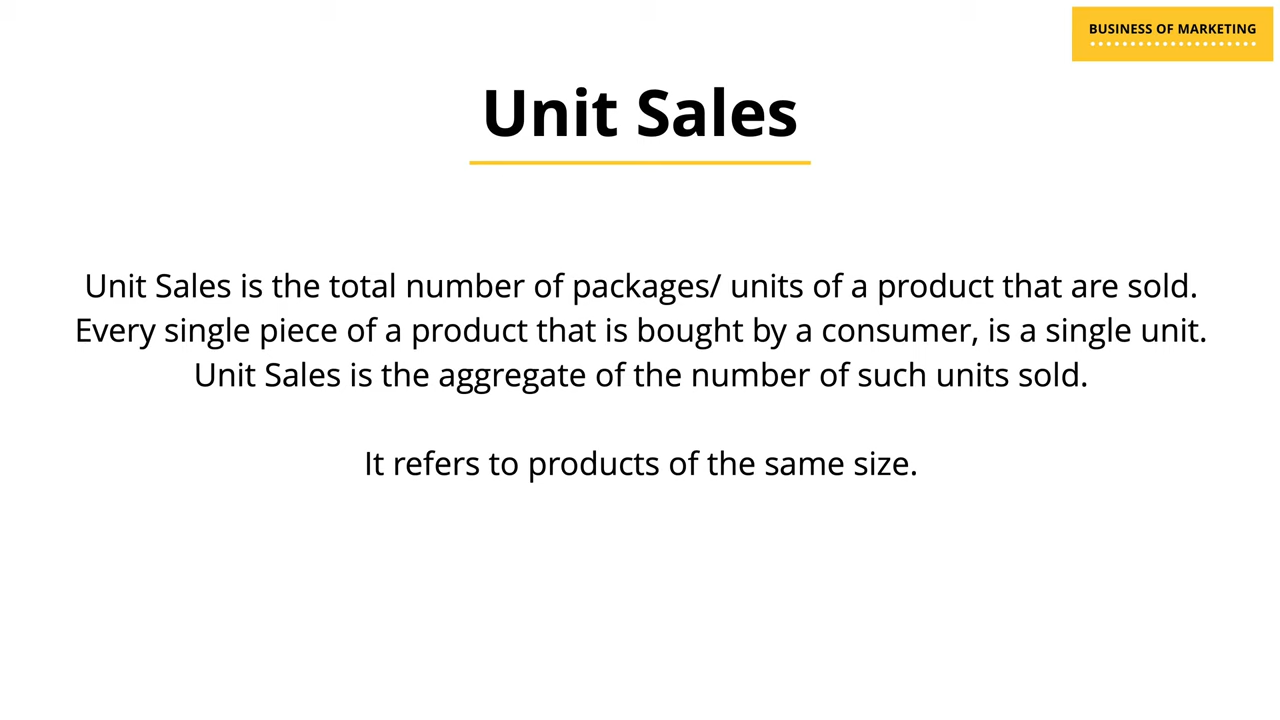 BUSINESS OF MARKETING
Unit Sales
Unit Sales is the total number of packages/ units of a product that are sold.
Every single piece of a product that is bought by a consumer, is a single unit.
Unit Sales is the aggregate of the number of such units sold.
It refers to products of the same size.